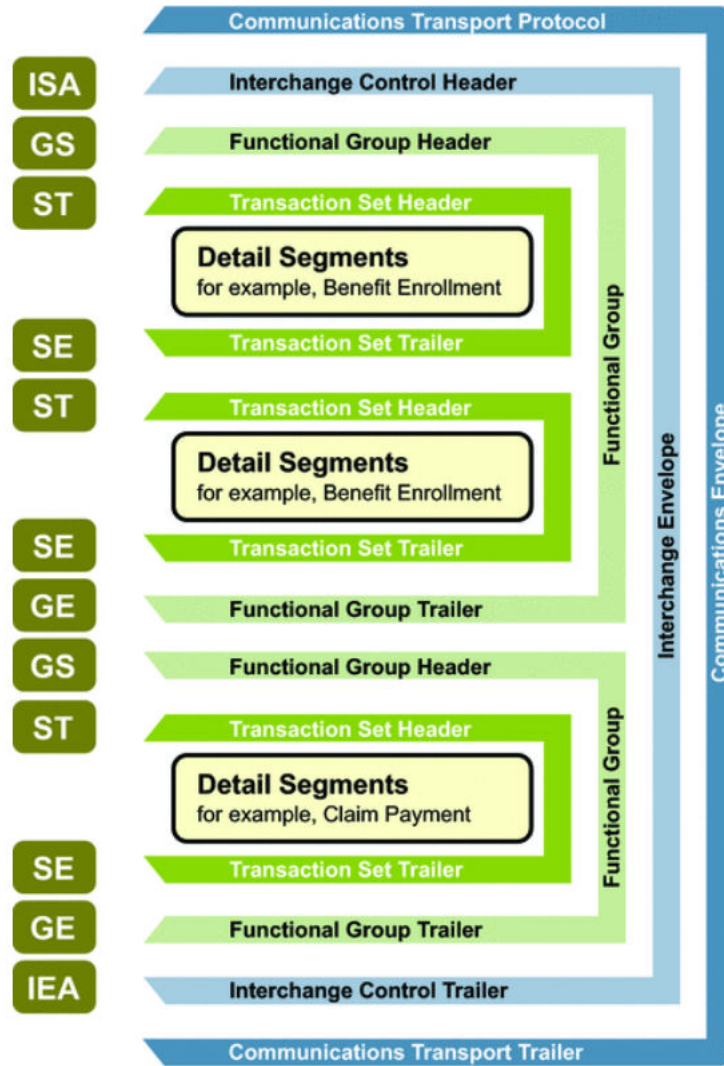 Communications Transport Protocol
ISA
Interchange Control Header
GS
Functional Group Header
ST
Transaction Set Header
Detail Segments
for example, Benefit Enrollment
SE
Transaction Set Trailer
ST
Transaction Set Header
Detail Segments
for example, Benefit Enrollment
SE
Transaction Set Trailer
GE
Functional Group Trailer
Functional Group
GS
Functional Group Header
ST
Transaction Set Header
Detail Segments
for example, Claim Payment
SE
Transaction Set Trailer
GE
Functional Group Trailer
Functional Group
IEA
Interchange Control Trailer
Interchange Envelope
Communications Transport Trailer
Communications Envelope